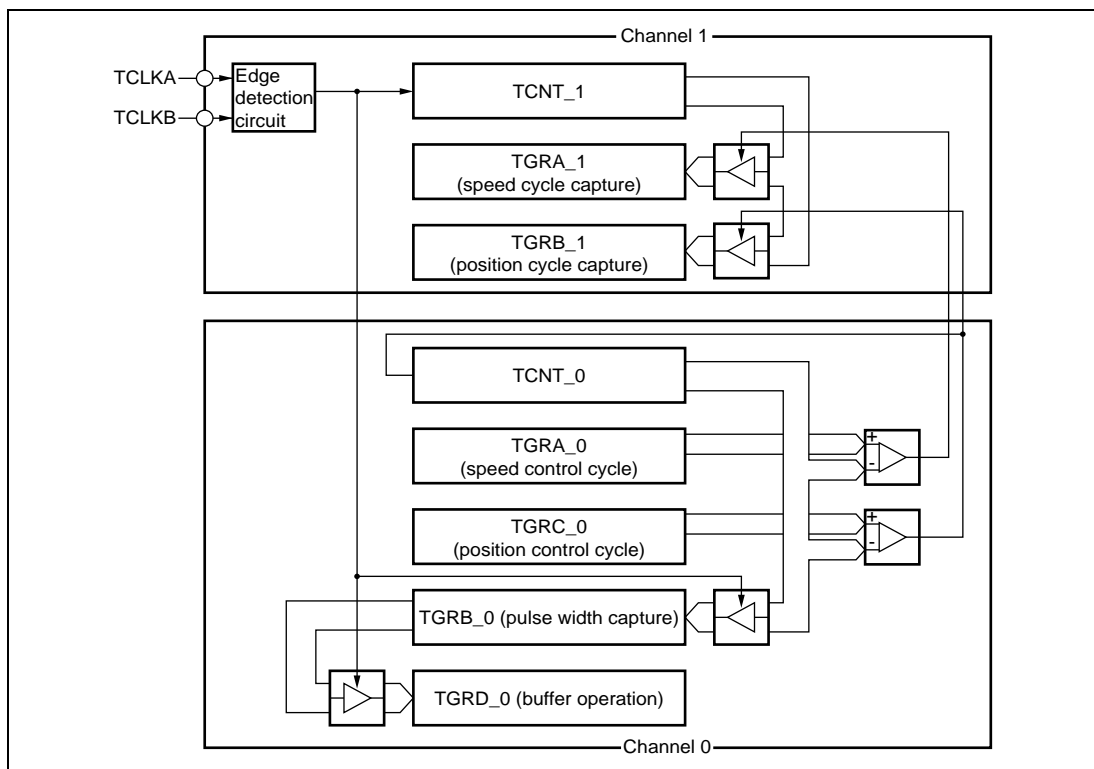 Channel 1
TCLKA
TCLKB
Edge
detection
circuit
TCNT_1
TGRA_1
(speed cycle capture)
TGRB_1
(position cycle capture)
TCNT_0
TGRA_0
(speed control cycle)
+
-
TGRC_0
(position control cycle)
+
-
TGRB_0 (pulse width capture)
TGRD_0 (buffer operation)
Channel 0